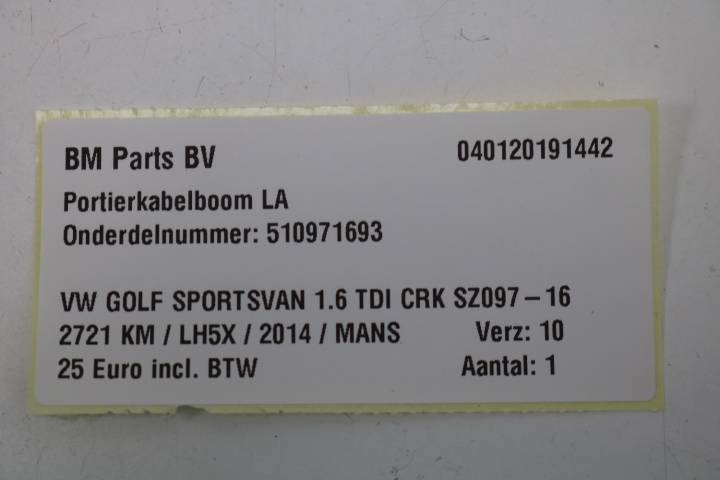 BM Parts BV 040120191442
Portierkabelboom LA
Onderdelnummer: 510971693
VW GOLF SPORTSVAN 1.6 TDI CRK SZ097-16
2721 KM / LH5X / 2014 / MANS Verz: 10
25 Euro incl. BTW Aantal: 1